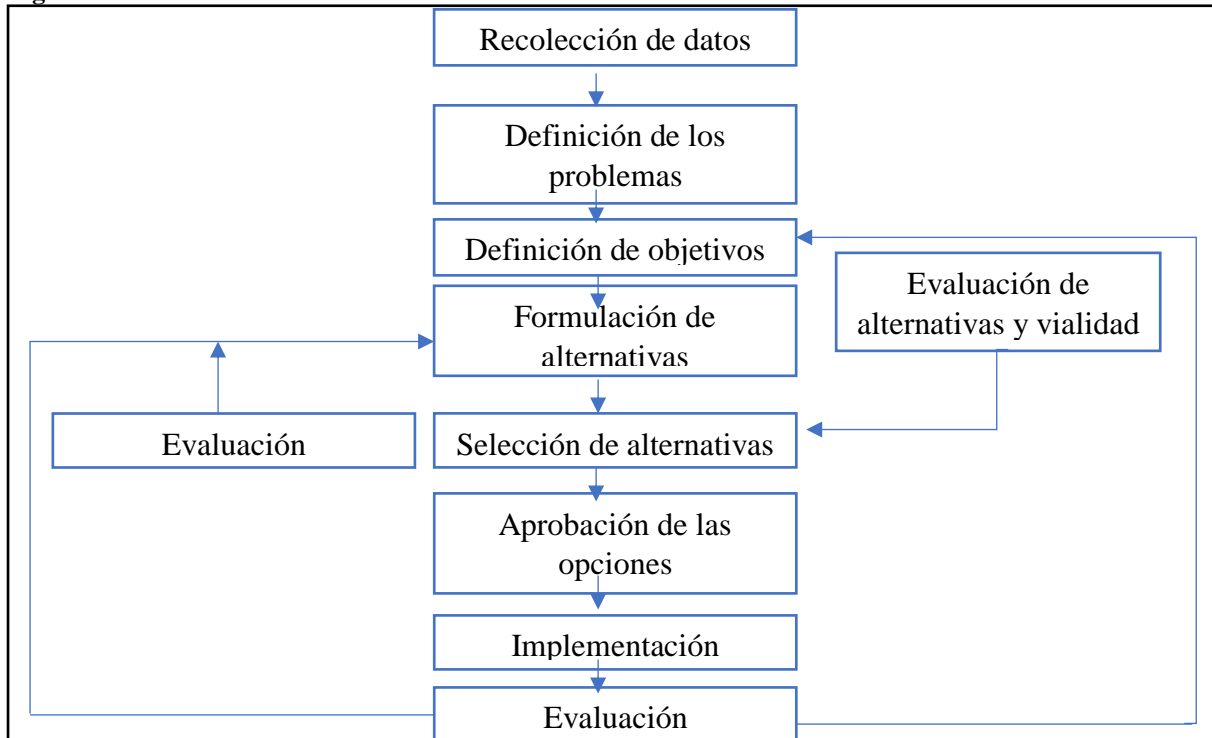 Recolección de datos
Definición de los
problemas
Definición de objetivos
Evaluación de
alternativas y vialidad
Formulación de
alternativas
Evaluación
Selección de alternativas
Aprobación de las
opciones
Implementación
Evaluación